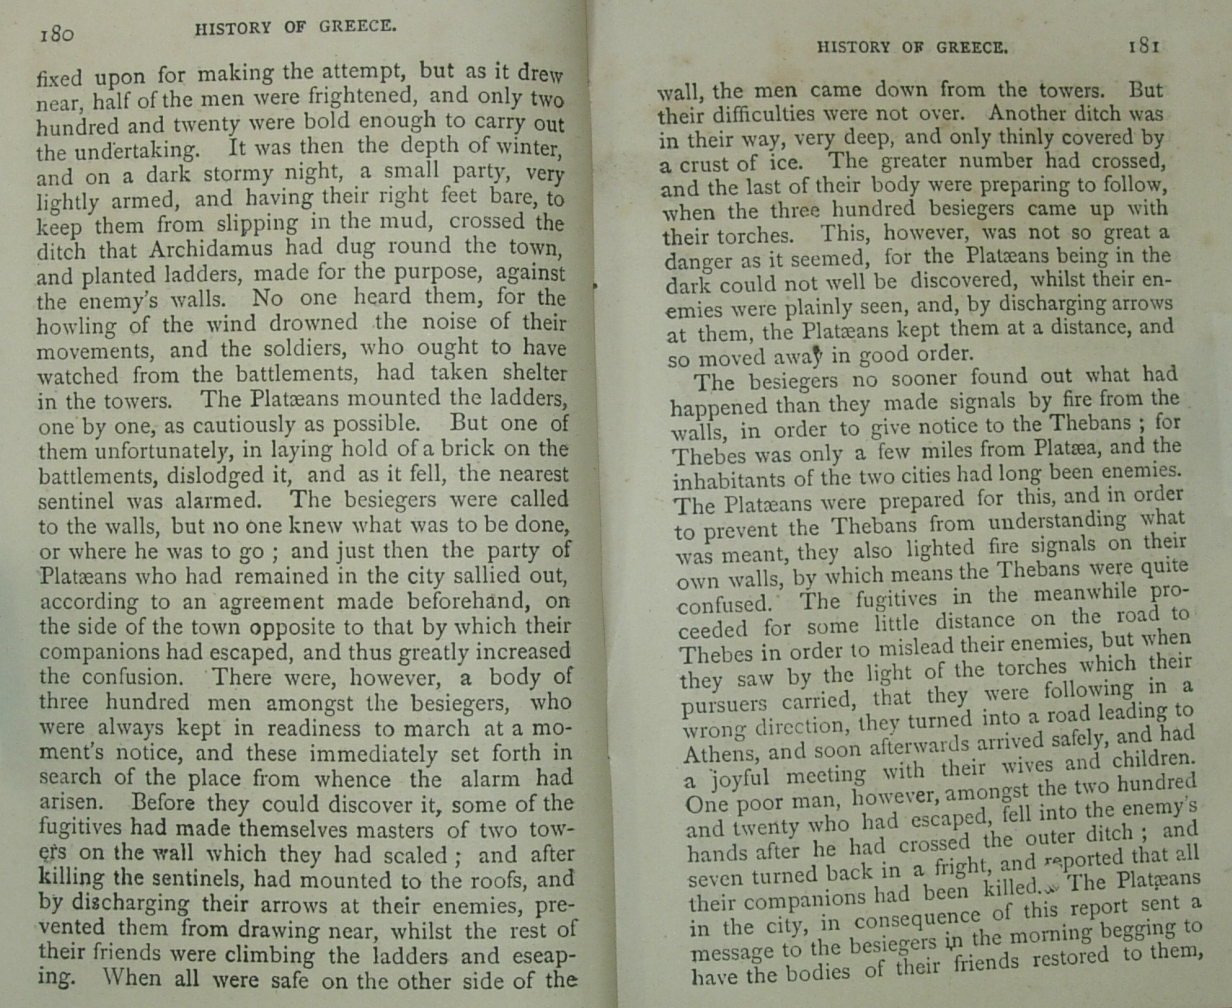 180 HISTORY OF GREECE.
fixed upon for making the attempt, but as it drew
near, half of the men were frightened, and only two
hundred and twenty were bold enough to carry out
the undertaking. It was then the depth of winter,
and on a dark stormy night, a small party, very
lightly armed, and having their right feet bare, to
keep them from slipping in the mud, crossed the
ditch that Archidamus had dug round the town,
and planted ladders, made for the purpose, against
the enemy's walls. No one heard them, for the
howling of the wind drowned the noise of their
movements, and the soldiers, who ought to have
watched from the battlements, had taken shelter
in the towers. The Platæans mounted the ladders,
one by one, as cautiously as possible. But one of
them unfortunately, in laying hold of a brick on the
battlements, dislodged it, and as it fell, the nearest
sentinel was alarmed. The besiegers were called
to the walls, but no one knew what was to be done,
or where he was to go ; and just then the party of
Platæans who had remained in the city sallied out,
according to an agreement made beforehand, on
the side of the town opposite to that by which their
companions had escaped, and thus greatly increased
the confusion. There were, however, a body of
three hundred men amongst the besiegers, who
were always kept in readiness to march at a mo-
ment's notice, and these immediately set forth in
search of the place from whence the alarm had
arisen. Before they could discover it, some of the
fugitives had made themselves masters of two tow-
ers on the wall which they had scaled ; and after
killing the sentinels, had mounted to the roofs, and
by discharging their arrows at their enemies, pre-
vented them from drawing near, whilst the rest of
their friends were climbing the ladders and eseap-
ing. When all were safe on the other side of the
HISTORY OF GREECE. 181
wall, the men came down from the towers. But
their difficulties were not over. Another ditch was
in their way, very deep, and only thinly covered by
a crust of ice. The greater number had crossed,
and the last of their body were preparing to follow,
when the three hundred besiegers came up with
their torches. This, however, was not so great a
danger as it seemed, for the Platæans being in the
dark could not well be discovered, whilst their en-
emies were plainly seen, and, by discharging arrows
at them, the Platæans kept them at a distance, and
so moved away in good order.
The besiegers no sooner found out what had
happened than they made signals by fire from the
walls, in order to give notice to the Thebans ; for
Thebes was only a few miles from Platæa, and the
inhabitants of the two cities had long been enemies.
The Platæans were prepared for this, and in order
to prevent the Thebans from understanding what
was meant, they also lighted fire signals on their
own walls, by which means the Thebans were quite
confused. The fugitives in the meanwhile pro-
ceeded for some little distance on the road to
Thebes in order to mislead their enemies, but when
they saw by the light of the torches which their
pursuers carried, that they were following in a
wrong direction, they turned into a road leading to
Athens, and soon afterwards arrived safely, and had
a joyful meeting with their wives and children.
One poor man, however, amongst the two hundred
and twenty who had escaped, fell into the enemy's
hands after he had crossed the outer ditch ; and
seven turned back in a fright, and reported that all
their companions had been killed. The Platæans
in the city, in consequence of this report sent a
message to the besiegers in the morning begging to
have the bodies of their friends restored to them,